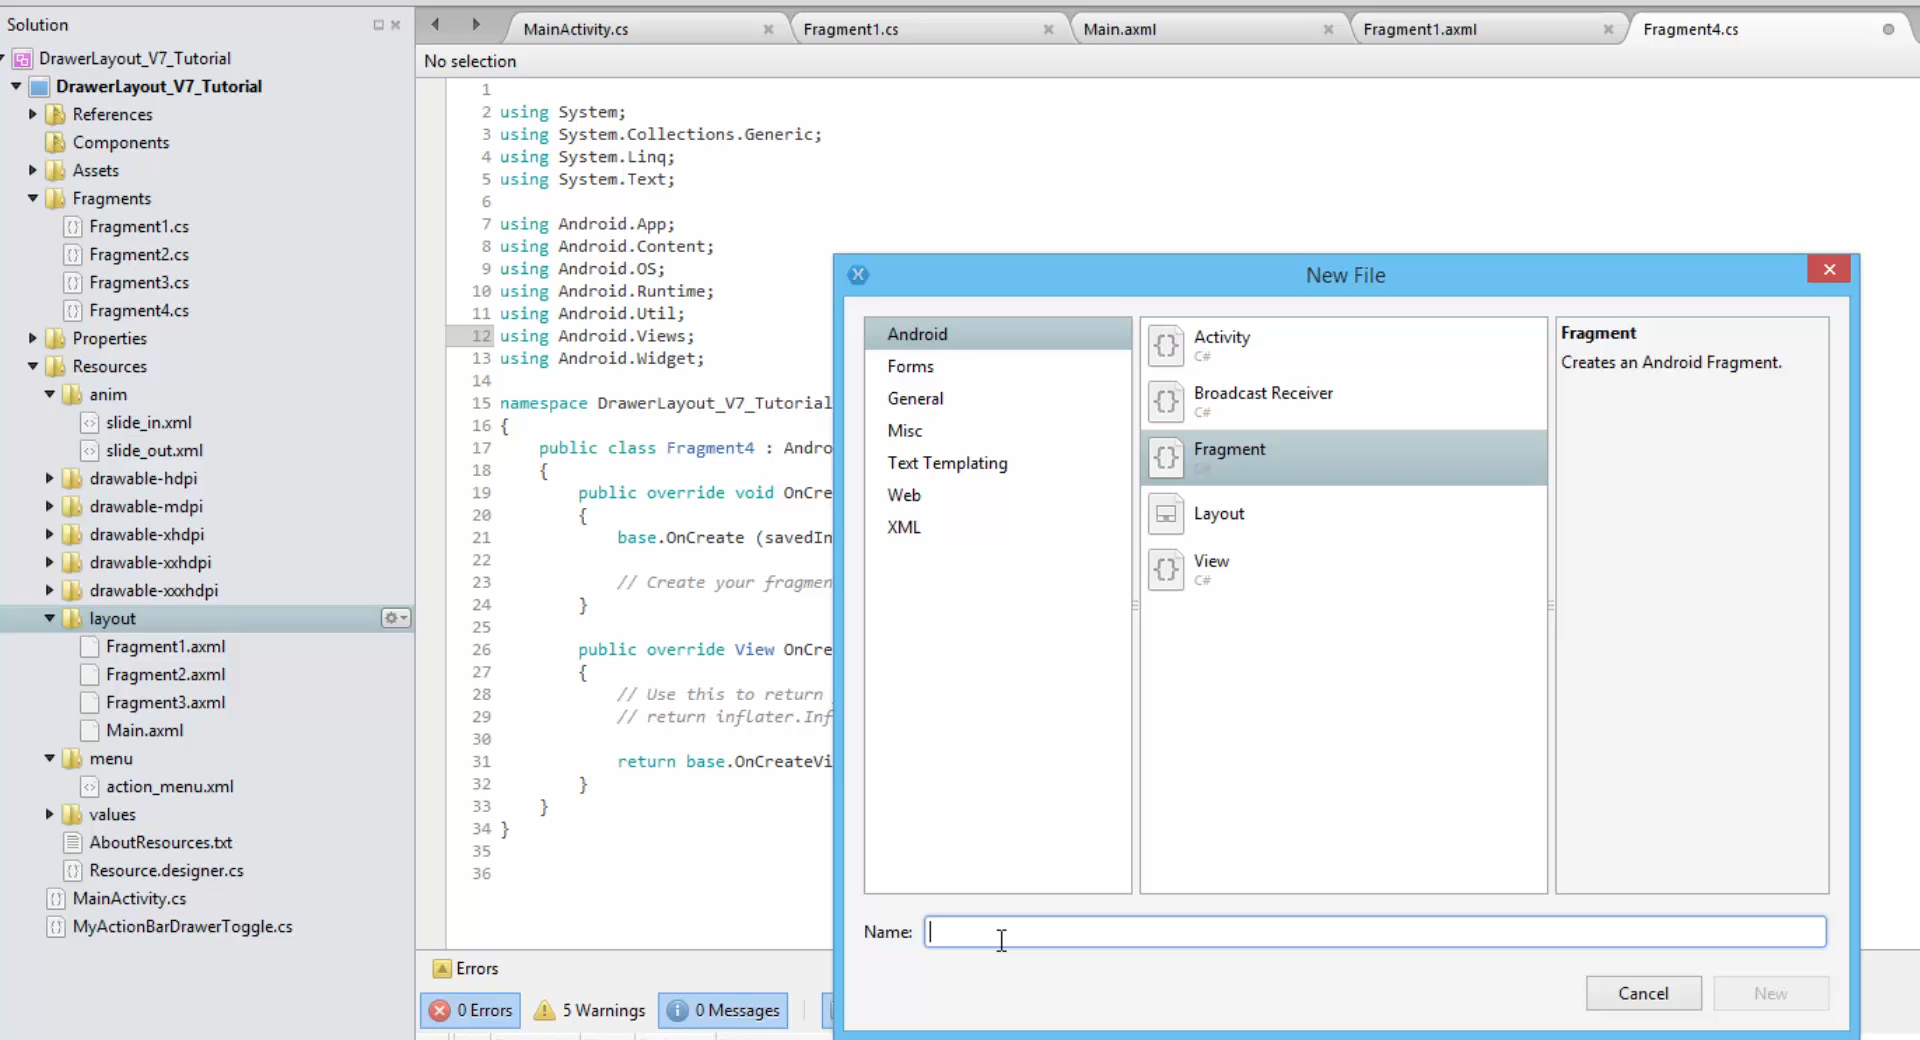 Solution
DrawerLayout_V7_Tutorial
DrawerLayout_V7_Tutorial
References
Components
Assets
Fragments
Fragment1.cs
Fragment2.cs
Fragment3.cs
Fragment4.cs
Properties
Resources
anim
slide_in.xml
slide_out.xml
drawable-hdpi
drawable-mdpi
drawable-xhdpi
drawable-xxhdpi
drawable-xxxhdpi
layout
Fragment1.axml
Fragment2.axml
Fragment3.axml
Main.axml
menu
action_menu.xml
values
AboutResources.txt
Resource.designer.cs
MainActivity.cs
MyActionBarDrawerToggle.cs
MainActivity.cs
Fragment1.cs
Main.axml
Fragment1.axml
Fragment4.cs
No selection
1
2 using System;
3 using System.Collections.Generic;
4 using System.Linq;
5 using System.Text;
6
7 using Android.App;
8 using Android.Content;
9 using Android.OS;
10 using Android.Runtime;
11 using Android.Util;
12 using Android.Views;
13 using Android.Widget;
14
15 namespace DrawerLayout_V7_Tutorial
16 {
17 public class Fragment4 : Andro
18 {
19 public override void OnCre
20 {
21 base.OnCreate (savedIn
22
23 // Create your fragmen
24 }
25
26 public override View OnCre
27 {
28 // Use this to return
29 // return inflater.Inf
30
31 return base.OnCreateVi
32 }
33 }
34 }
35
36
Errors
0 Errors
5 Warnings
0 Messages
New File
Android
Forms
General
Misc
Text Templating
Web
XML
Activity
C#
Broadcast Receiver
C#
Fragment
C#
Layout
View
C#
Fragment
Creates an Android Fragment.
Name:
Cancel
New